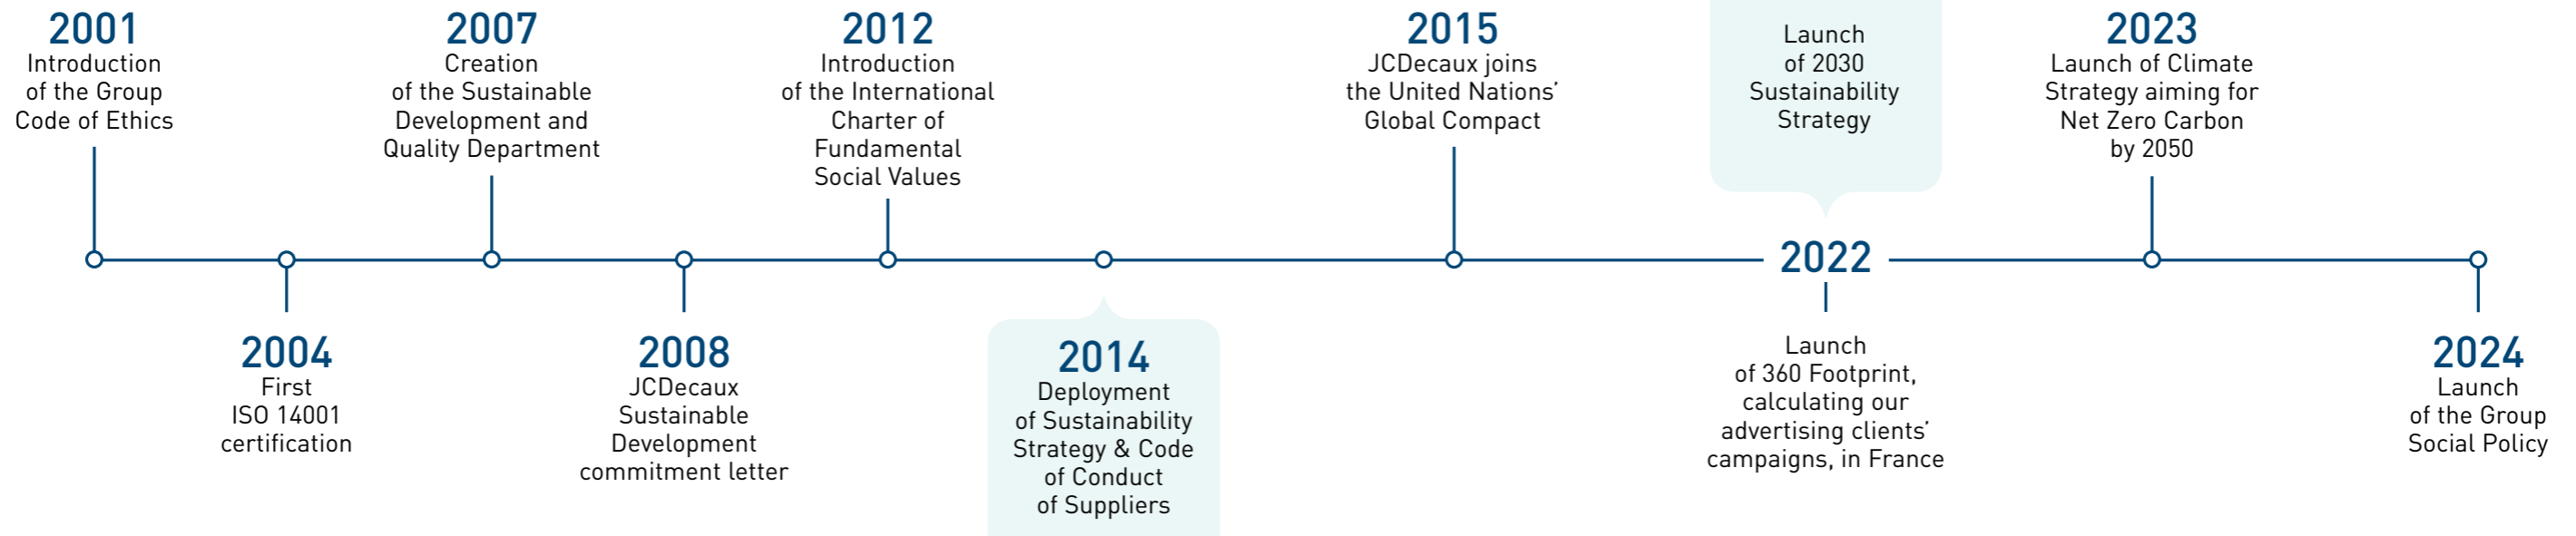 2001
Introduction
of the Group
Code of Ethics
2004
First
ISO 14001
certification
2007
Creation
of the Sustainable
Development and
Quality Department
2008
JCDecaux
Sustainable
Development
commitment letter
2012
Introduction
of the International
Charter of
Fundamental
Social Values
2014
Deployment
of Sustainability
Strategy & Code
of Conduct
of Suppliers
2015
JCDecaux joins
the United Nations’
Global Compact
Launch
of 2030
Sustainability
Strategy
2022
Launch
of 360 Footprint,
calculating our
advertising clients’
campaigns, in France
2023
Launch of Climate
Strategy aiming for
Net Zero Carbon
by 2050
2024
Launch
of the Group
Social Policy